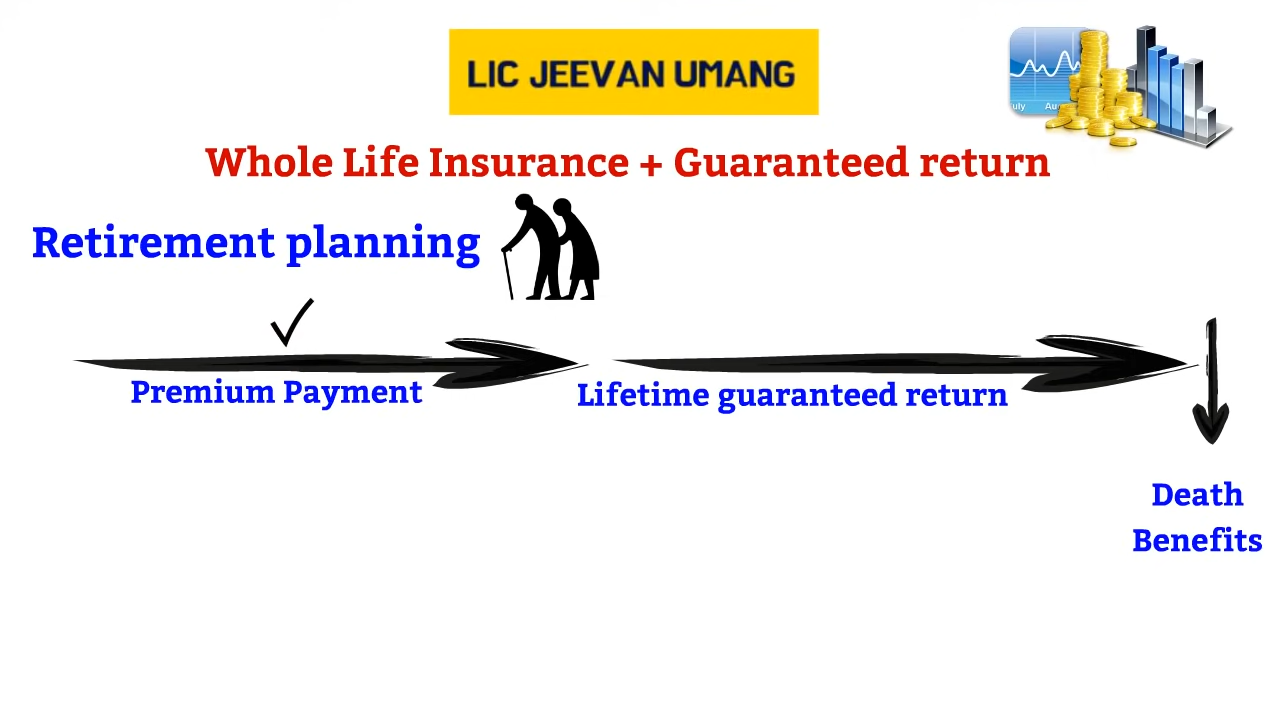 LIC JEEVAN UMANG
Whole Life Insurance + Guaranteed return
Retirement planning
Premium Payment
Lifetime guaranteed return
Death
Benefits